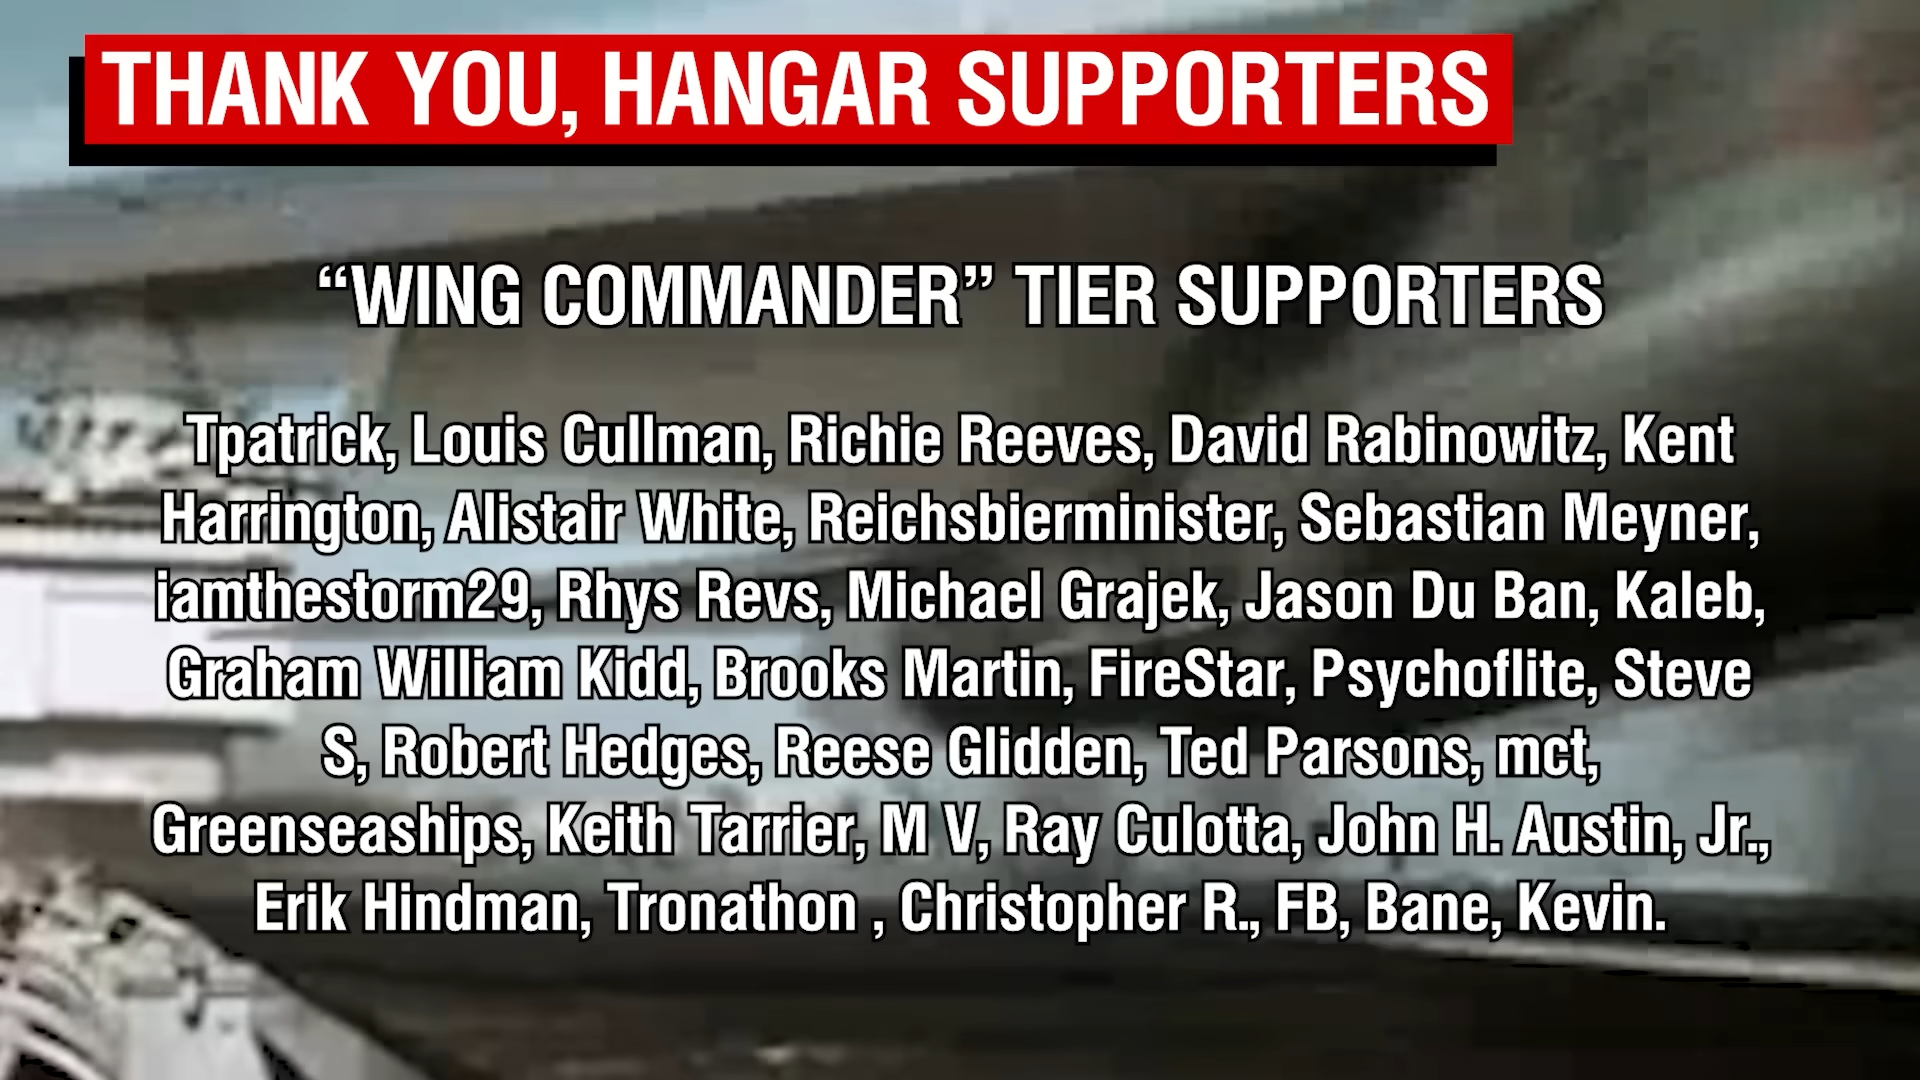 THANK YOU, HANGAR SUPPORTERS
“WING COMMANDER” TIER SUPPORTERS
Tpatrick, Louis Cullman, Richie Reeves, David Rabinowitz, Kent
Harrington, Alistair White, Reichsbierminister, Sebastian Meyner,
iamthestorm29, Rhys Revs, Michael Grajek, Jason Du Ban, Kaleb,
Graham William Kidd, Brooks Martin, FireStar, Psychoflite, Steve
S, Robert Hedges, Reese Glidden, Ted Parsons, mct,
Greenseaships, Keith Tarrier, M V, Ray Culotta, John H. Austin, Jr.,
Erik Hindman, Tronathon , Christopher R., FB, Bane, Kevin.